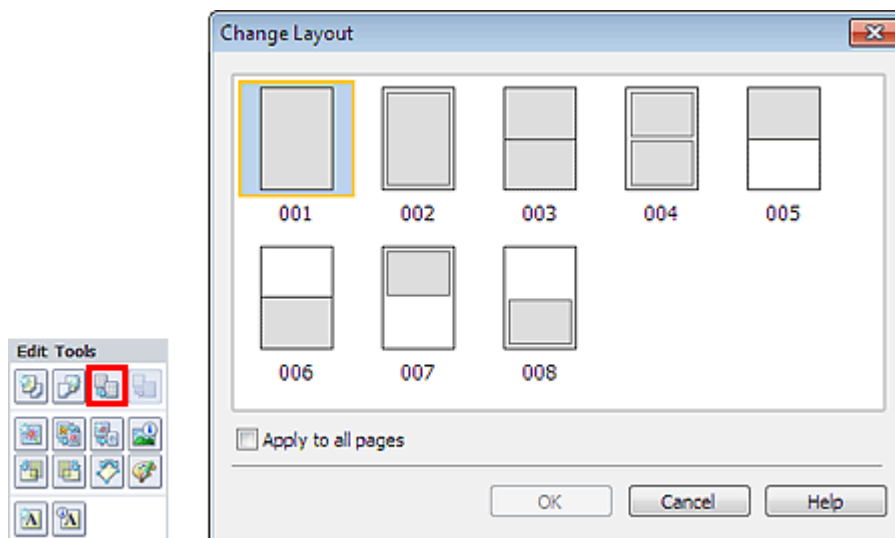 Change Layout
001 002 003 004 005
006 007 008
Edit Tools
Apply to all pages
OK Cancel Help